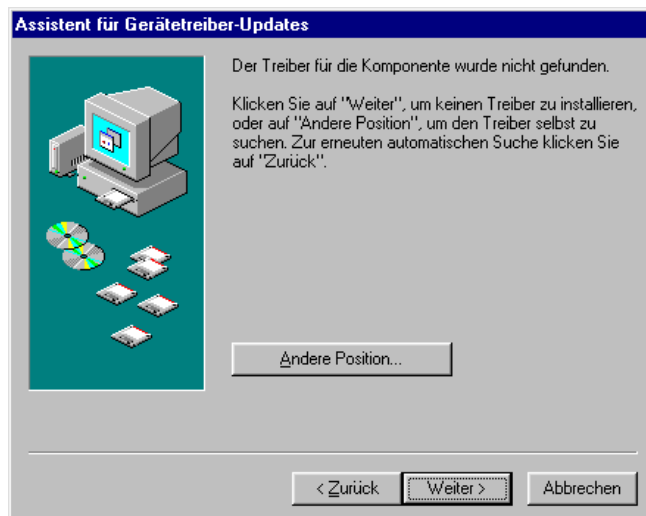 Assistent für Gerätetreiber-Updates
Der Treiber für die Komponente wurde nicht gefunden.
Klicken Sie auf "Weiter", um keinen Treiber zu installieren,
oder auf "Andere Position", um den Treiber selbst zu
suchen. Zur erneuten automatischen Suche klicken Sie
auf "Zurück".
Andere Position...
< Zurück
Weiter >
Abbrechen